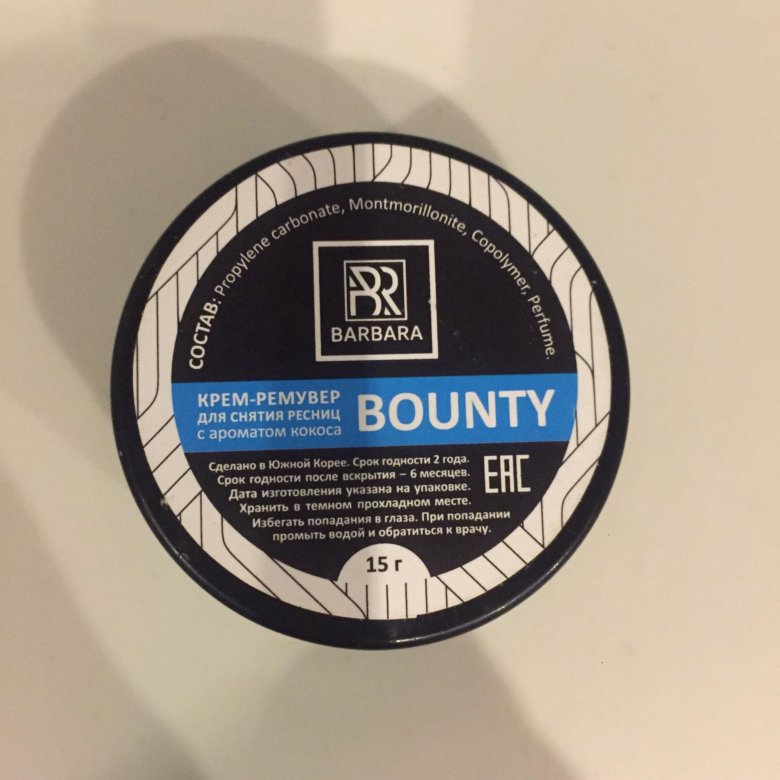 СОСТАВ: Propylene carbonate, Montmorillonite, Copolymer, Perfume.
BR
BARBARA
КРЕМ-РЕМУВЕР
ДЛЯ СНЯТИЯ РЕСНИЦ
с ароматом кокоса
BOUNTY
Сделано в Южной Корее. Срок годности 2 года.
Срок годности после вскрытия – 6 месяцев.
Дата изготовления указана на упаковке.
Хранить в темном прохладном месте.
Избегать попадания в глаза. При попадании
промыть водой и обратиться к врачу.
EAC
15 г